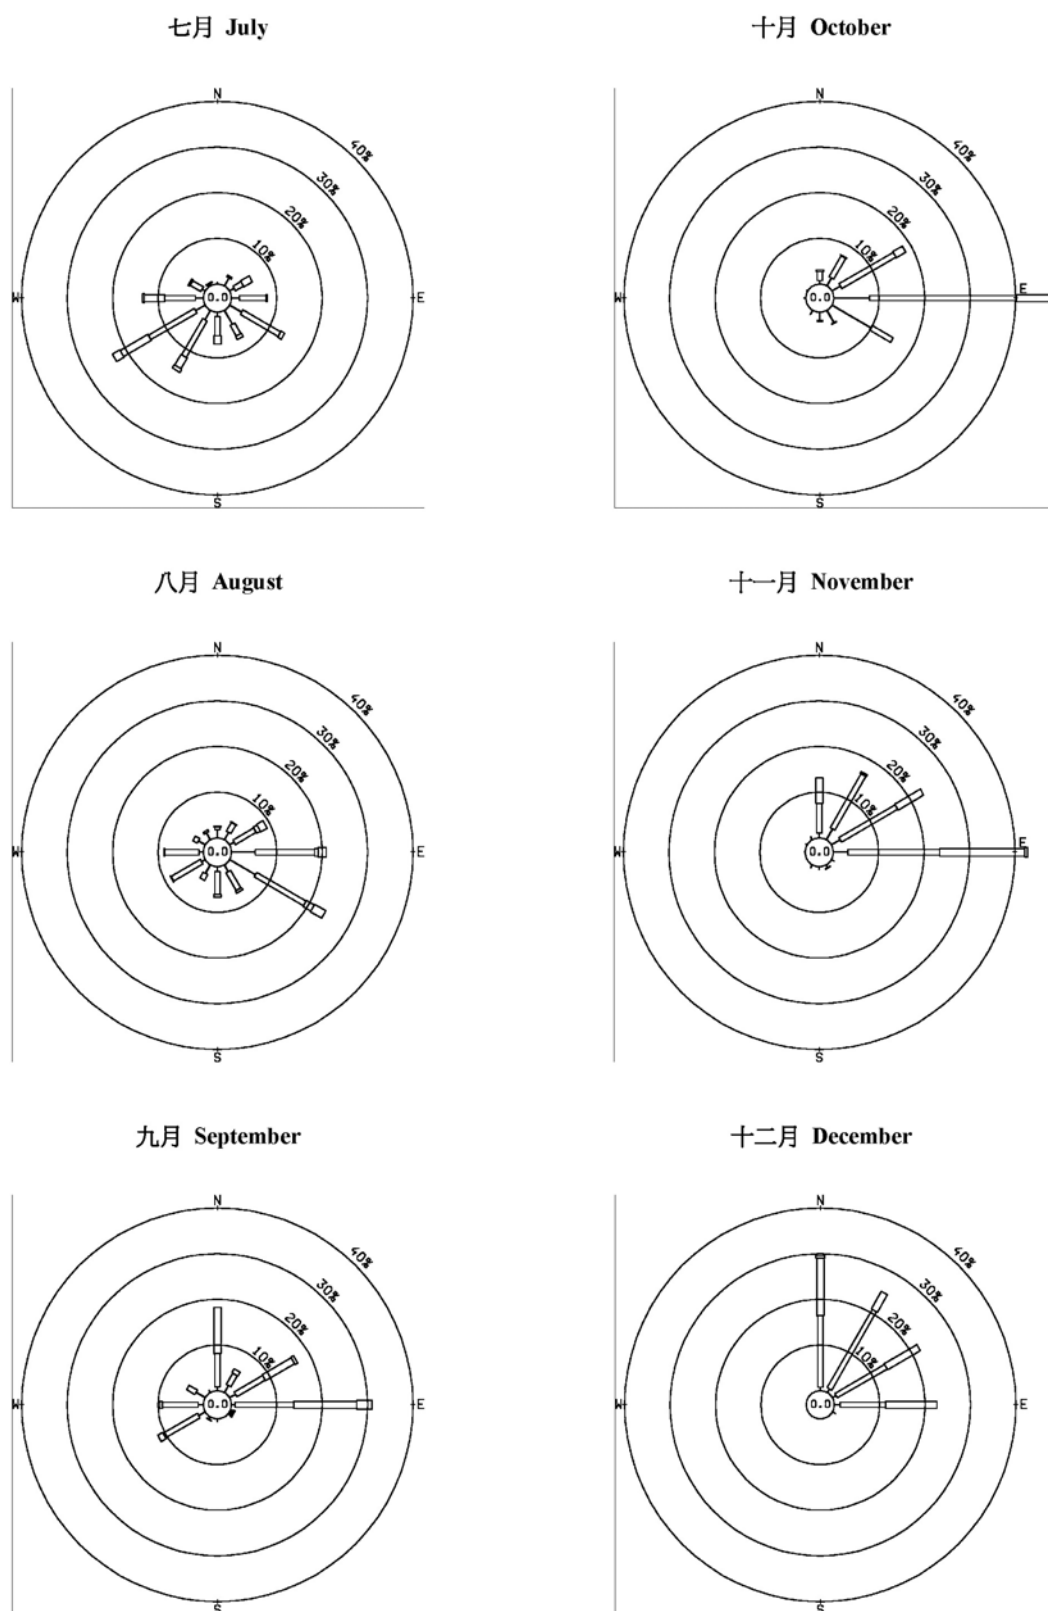 七月 July
十月 October
N
40%
30%
20%
10%
W
0.0
E
S
N
40%
30%
20%
10%
W
0.0
E
S
八月 August
十一月 November
N
40%
30%
20%
10%
W
0.0
E
S
N
40%
30%
20%
10%
W
0.0
E
S
九月 September
十二月 December
N
40%
30%
20%
10%
W
0.0
E
S
N
40%
30%
20%
10%
W
0.0
E
S